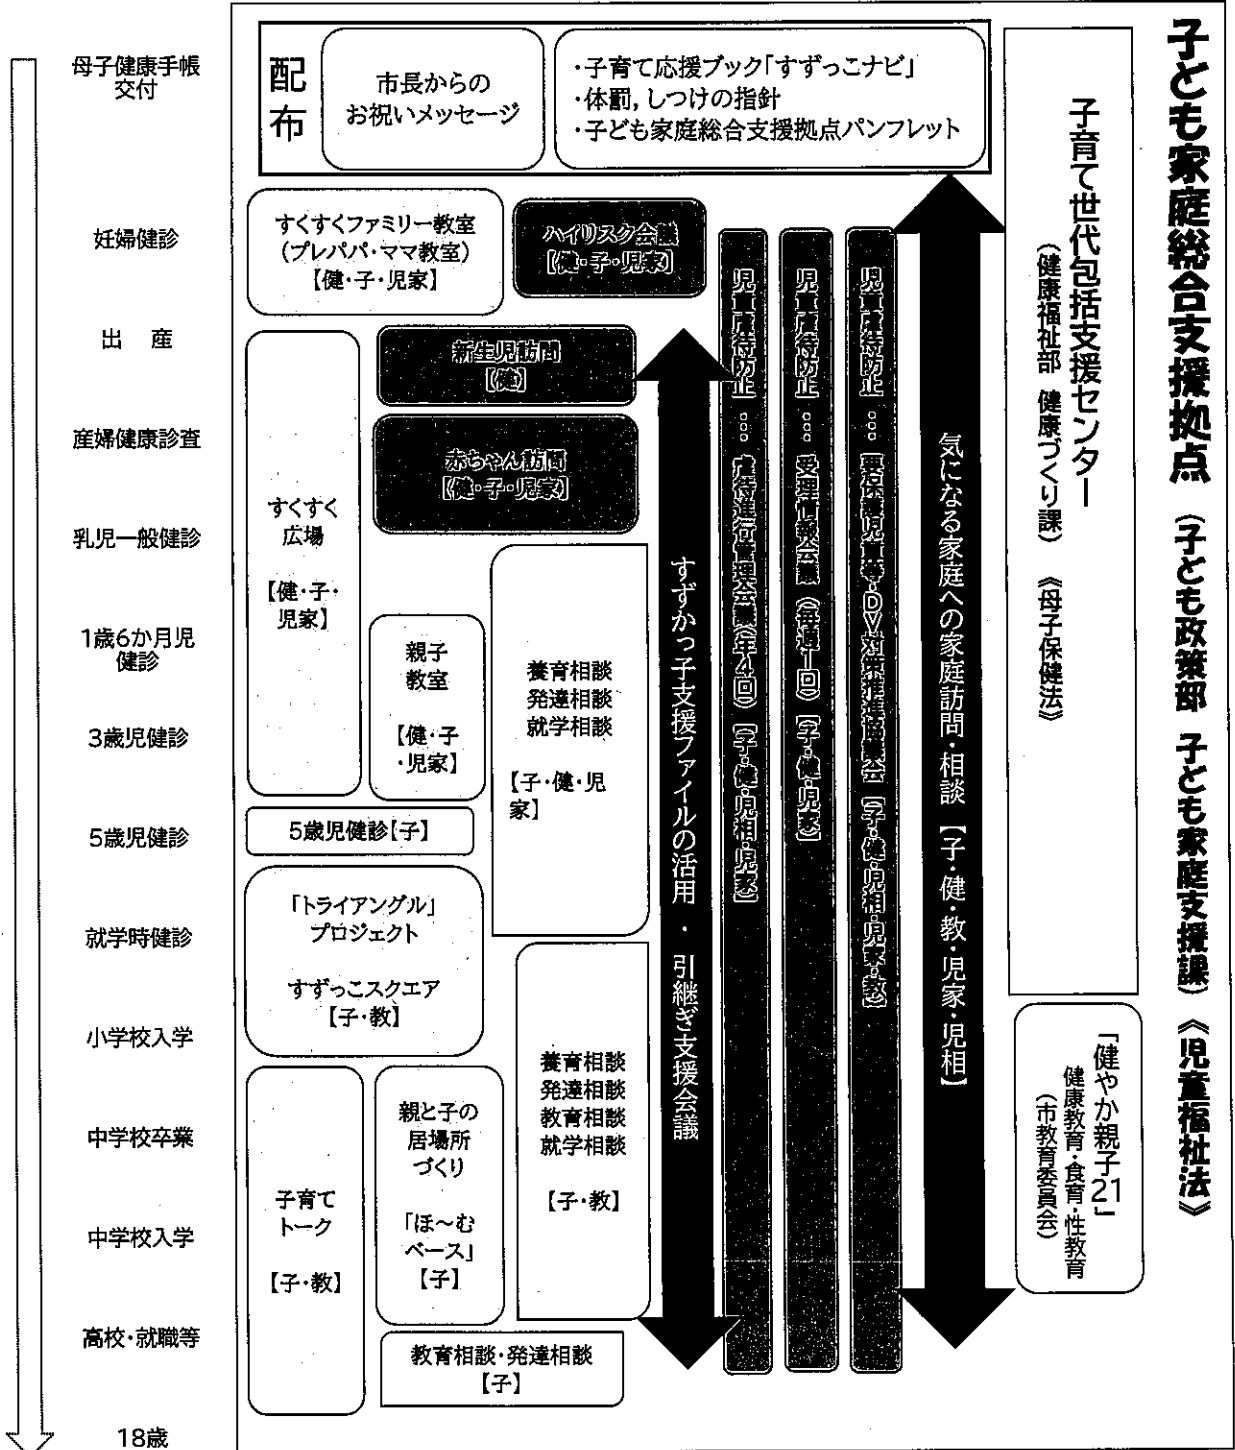 子ども家庭総合支援拠点（子ども政策部　子ども家庭支援課）《児童福祉法》
子育て世代包括支援センター
（健康福祉部　健康づくり課）《母子保健法》
「健やか親子21」
健康教育・食育・性教育
（市教育委員会）
母子健康手帳
交付
妊婦健診
出　産
産婦健康診査
乳児一般健診
1歳6か月児
健診
3歳児健診
5歳児健診
就学時健診
小学校入学
中学校卒業
中学校入学
高校・就職等
18歳
配布
市長からの
お祝いメッセージ
・子育て応援ブック「すずっこナビ」
・体罰，しつけの指針
・子ども家庭総合支援拠点パンフレット
すくすくファミリー教室
（プレパパ・ママ教室）
【健・子・児家】
ハイリスク会議
【健・子・児家】
新生児訪問
【健】
赤ちゃん訪問
【健・子・児家】
すくすく
広場
【健・子・
児家】
親子
教室
【健・子
・児家】
養育相談
発達相談
就学相談
【子・健・児
家】
5歳児健診【子】
「トライアングル」
プロジェクト
すずっこスクエア
【子・教】
子育て
トーク
【子・教】
親と子の
居場所
づくり
「ほ～む
ベース」
【子】
養育相談
発達相談
教育相談
就学相談
【子・教】
教育相談・発達相談
【子】
すずかっ子支援ファイルの活用　・　引継ぎ支援会議
児童虐待防止　…　虐待進行管理会議（年4回）【子・健・児相・児家】
児童虐待防止　…　受理情報会議（毎週1回）【子・健・児家】
児童虐待防止　…　要保護児童等・DV対策推進協議会【子・健・児相・児家・教】
気になる家庭への家庭訪問・相談【子・健・教・児家・児相】